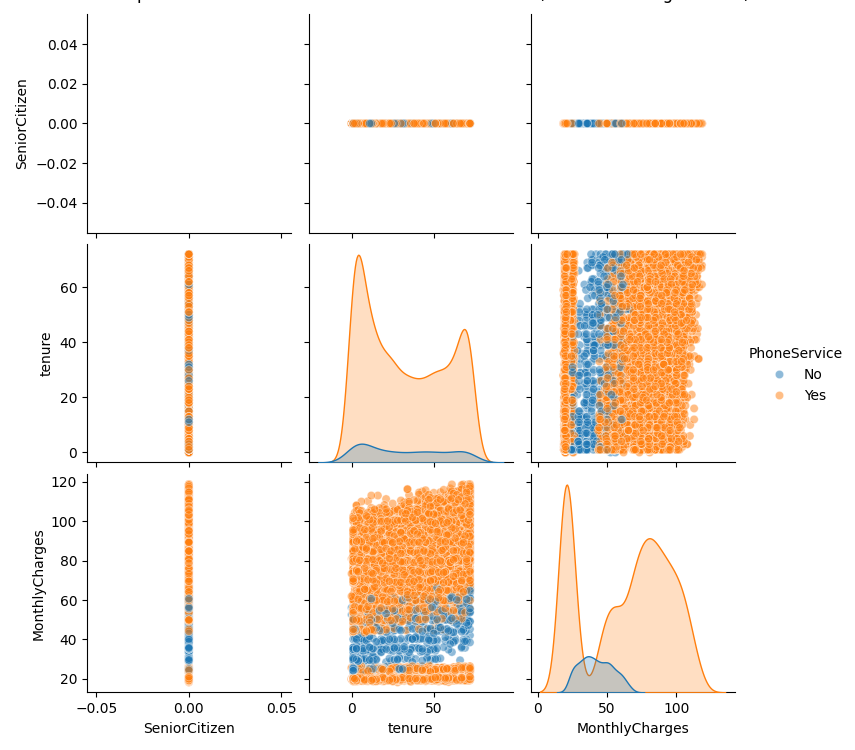 0.04
0.02
0.00
−0.02
−0.04
SeniorCitizen
60
40
20
0
tenure
PhoneService
No
Yes
120
100
80
60
40
20
MonthlyCharges
−0.05 0.00 0.05 0 50 0 50 100
SeniorCitizen tenure MonthlyCharges